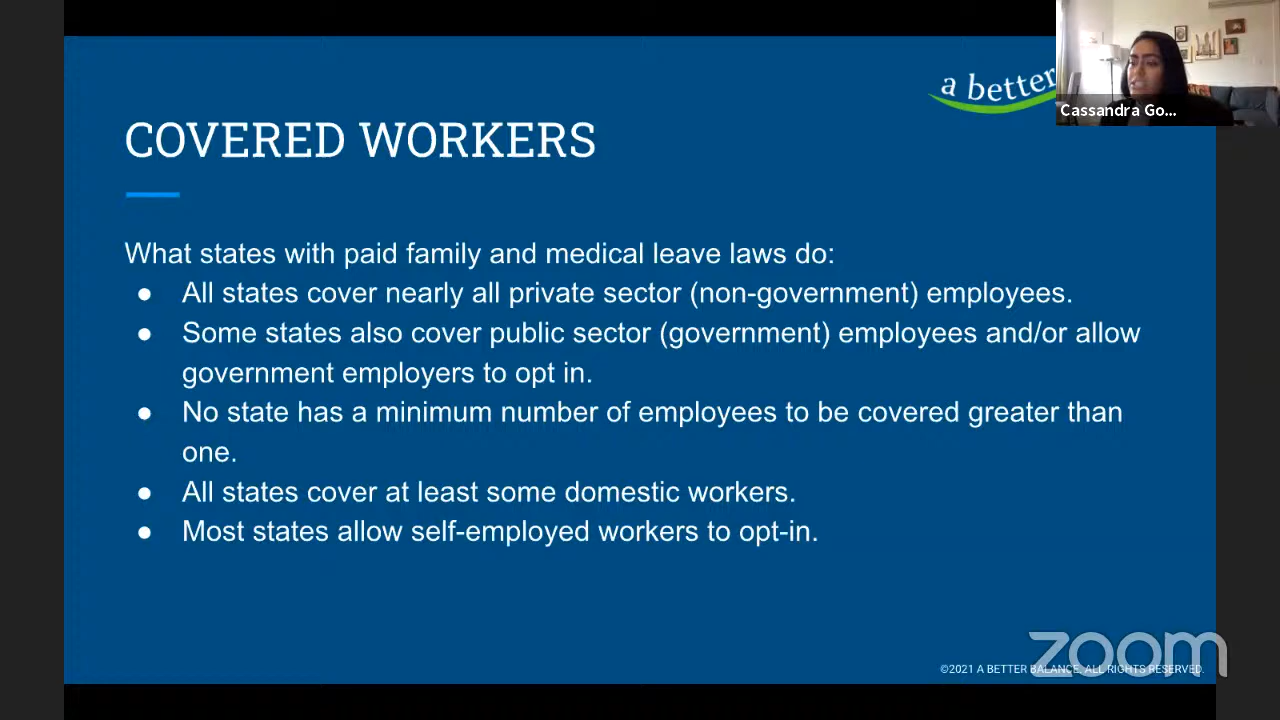 a better
Cassandra Go...
COVERED WORKERS
What states with paid family and medical leave laws do:
● All states cover nearly all private sector (non-government) employees.
● Some states also cover public sector (government) employees and/or allow
government employers to opt in.
● No state has a minimum number of employees to be covered greater than
one.
● All states cover at least some domestic workers.
● Most states allow self-employed workers to opt-in.
zoom
©2021 A BETTER BALANCE. ALL RIGHTS RESERVED.